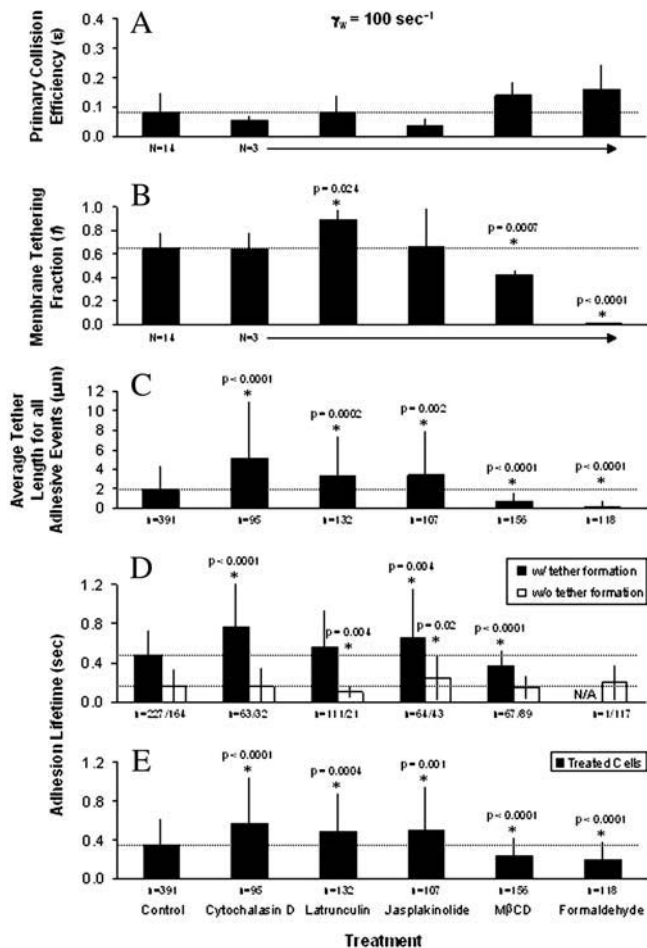 A
γw = 100 sec⁻¹
Primary Collision
Efficiency (ε)
0.4
0.3
0.2
0.1
0.0
N=14 N=3
B
Membrane Tethering
Fraction (f)
1.0
0.8
0.6
0.4
0.2
0.0
p = 0.024
*
p = 0.0007
*
p < 0.0001
*
N=14 N=3
C
Average Tether
Length for all
Adhesive Events (μm)
12
10
8
6
4
2
0
p < 0.0001
*
p = 0.0002
*
p = 0.002
*
p < 0.0001
*
p < 0.0001
*
n=391 n=95 n=132 n=107 n=156 n=118
D
w/ tether formation
w/o tether formation
Adhesion Lifetime (sec)
1.2
0.8
0.4
0.0
p < 0.0001
*
p = 0.004
*
p = 0.004
*
p = 0.02
*
p < 0.0001
*
N/A
n=227/164 n=63/32 n=111/21 n=64/43 n=67/89 n=1/117
E
Treated Cells
1.2
0.8
0.4
0.0
p < 0.0001
*
p = 0.0004
*
p = 0.001
*
p < 0.0001
*
p < 0.0001
*
n=391 n=95 n=132 n=107 n=156 n=118
Control Cytochalasin D Latrunculin Jasplakinolide MβCD Formaldehyde
Treatment